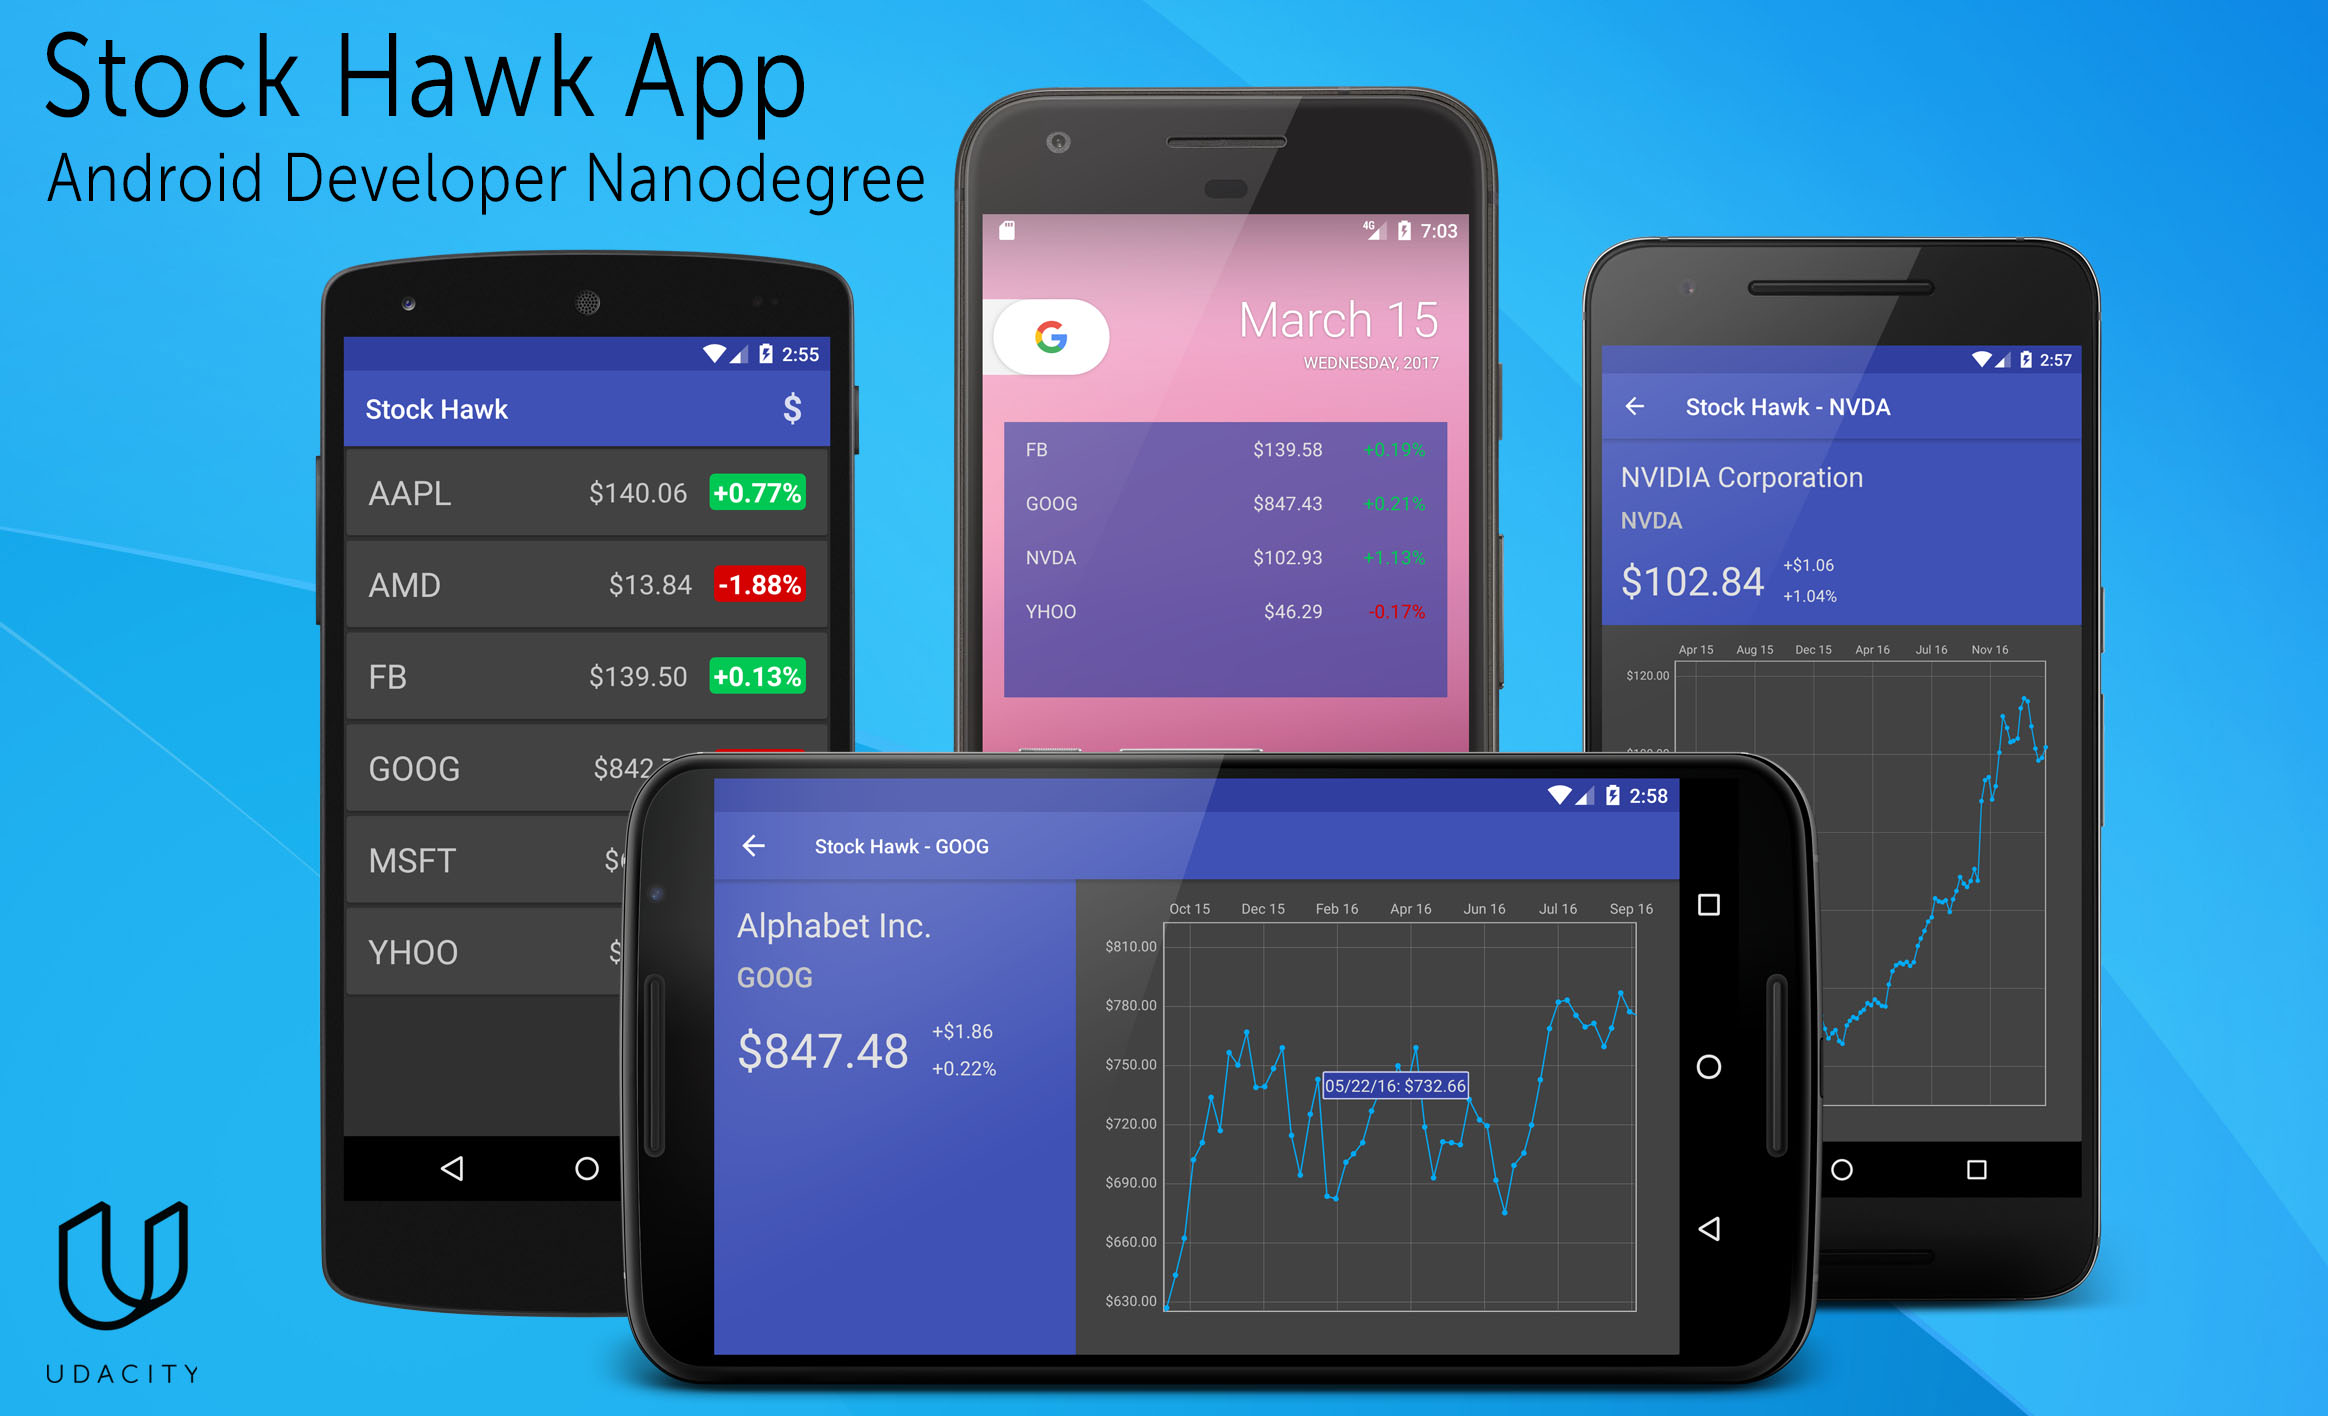 Stock Hawk App
Android Developer Nanodegree
2:55
Stock Hawk $
AAPL $140.06 +0.77%
AMD $13.84 -1.88%
FB $139.50 +0.13%
GOOG $842.
MSFT $
YHOO $
4G 7:03
G
March 15
WEDNESDAY, 2017
FB $139.58 +0.19%
GOOG $847.43 +0.21%
NVDA $102.93 +1.13%
YHOO $46.29 -0.17%
2:57
Stock Hawk - NVDA
NVIDIA Corporation
NVDA
$102.84 +$1.06
+1.04%
Apr 15 Aug 15 Dec 15 Apr 16 Jul 16 Nov 16
$120.00
2:58
Stock Hawk - GOOG
Alphabet Inc.
GOOG
$847.48 +$1.86
+0.22%
Oct 15 Dec 15 Feb 16 Apr 16 Jun 16 Jul 16 Sep 16
$810.00
$780.00
$750.00
05/22/16: $732.66
$720.00
$690.00
$660.00
$630.00
UDACITY